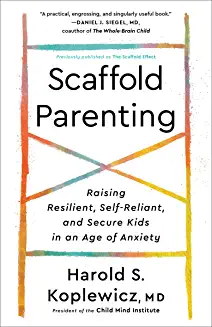 "A practical, engrossing, and singularly useful book."
—DANIEL J. SIEGEL, MD,
coauthor of The Whole-Brain Child
Previously published as The Scaffold Effect
Scaffold
Parenting
Raising
Resilient, Self-Reliant,
and Secure Kids
in an Age of Anxiety
Harold S.
Koplewicz, MD
President of the Child Mind Institute